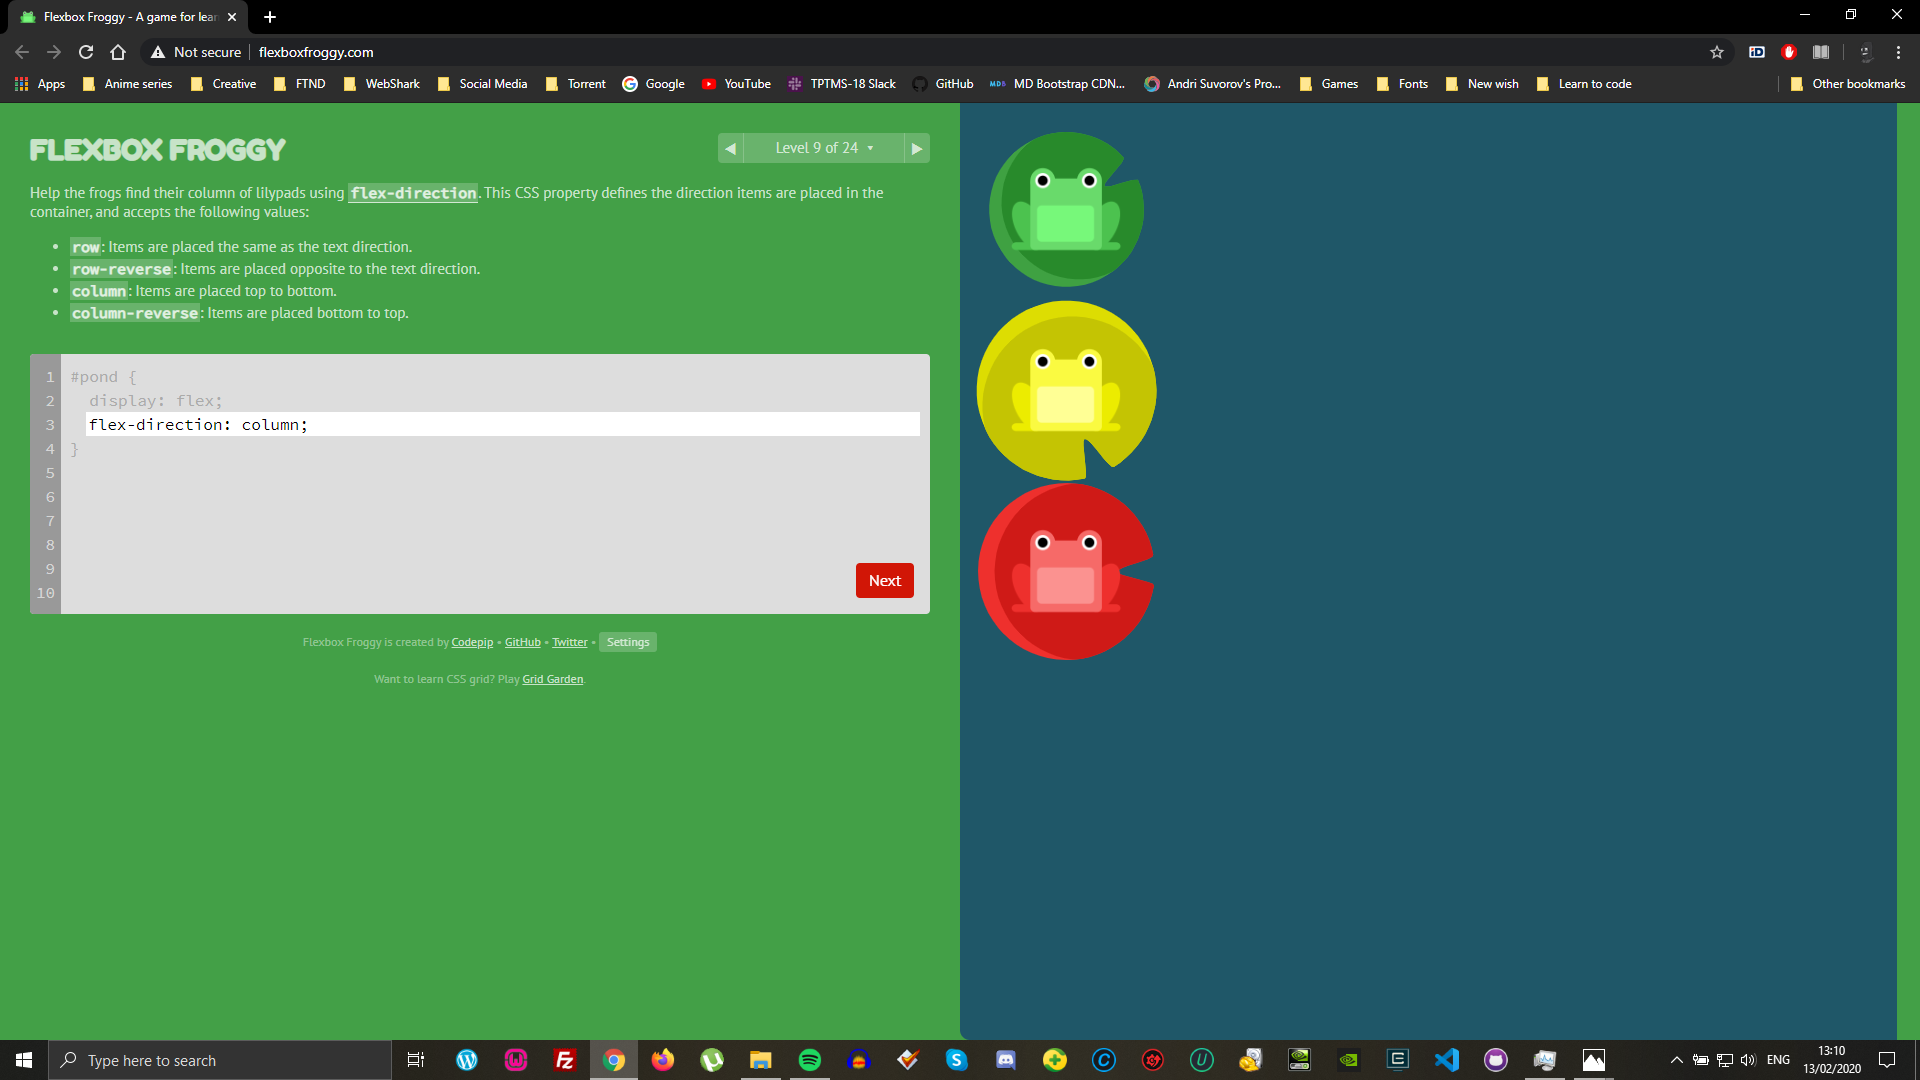 Flexbox Froggy - A game for lear
Not secure flexboxfroggy.com
Apps Anime series Creative FTND WebShark Social Media Torrent Google YouTube TPTMS-18 Slack GitHub MD Bootstrap CDN... Andri Suvorov's Pro... Games Fonts New wish Learn to code Other bookmarks
FLEXBOX FROGGY
Level 9 of 24
Help the frogs find their column of lilypads using flex-direction. This CSS property defines the direction items are placed in the
container, and accepts the following values:
row: Items are placed the same as the text direction.
row-reverse: Items are placed opposite to the text direction.
column: Items are placed top to bottom.
column-reverse: Items are placed bottom to top.
1 #pond {
2 display: flex;
3 flex-direction: column;
4 }
5
6
7
8
9
10
Next
Flexbox Froggy is created by Codepip • GitHub • Twitter • Settings
Want to learn CSS grid? Play Grid Garden.
Type here to search
ENG
13:10
13/02/2020